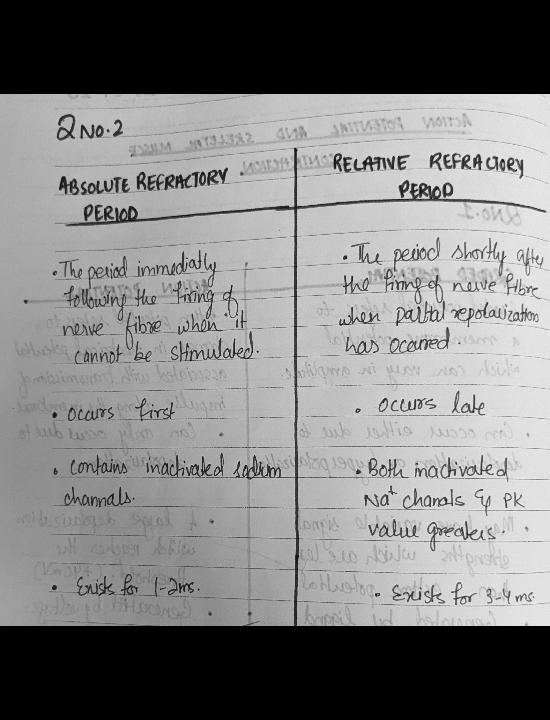 Q No. 2
ABSOLUTE REFRACTORY
PERIOD
• The period immediatly
following the firing of
nerve fibre when it
cannot be stimulated.
• occurs first
• contains inactivated sodium
channals.
• Exists for 1-2ms.
RELATIVE REFRACTORY
PERIOD
• The period shortly after
the firing of nerve fibre
when partial repolarization
has ocurred.
• occurs late
• Both inactivated
Na+ chanals & PK
value greaters.
• Exists for 3-4 ms.